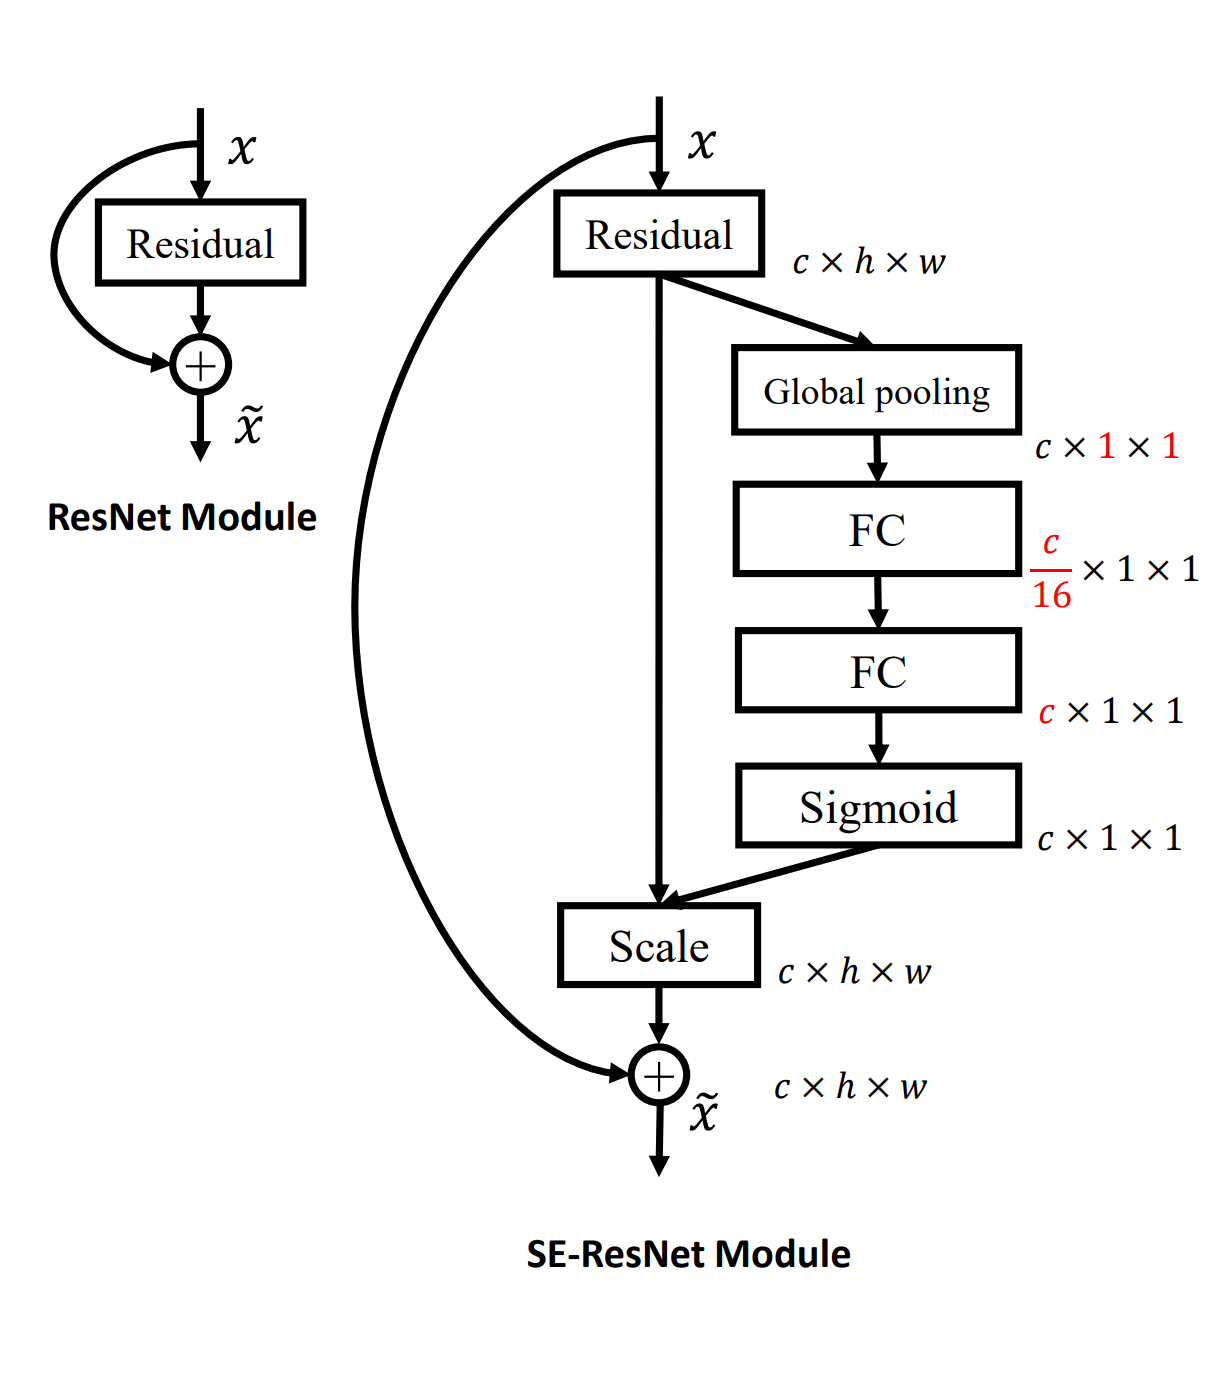 x
Residual
+
x̃
ResNet Module
x
Residual
c × h × w
Global pooling
c × 1 × 1
FC
c/16 × 1 × 1
FC
c × 1 × 1
Sigmoid
c × 1 × 1
Scale
c × h × w
+
c × h × w
x̃
SE-ResNet Module